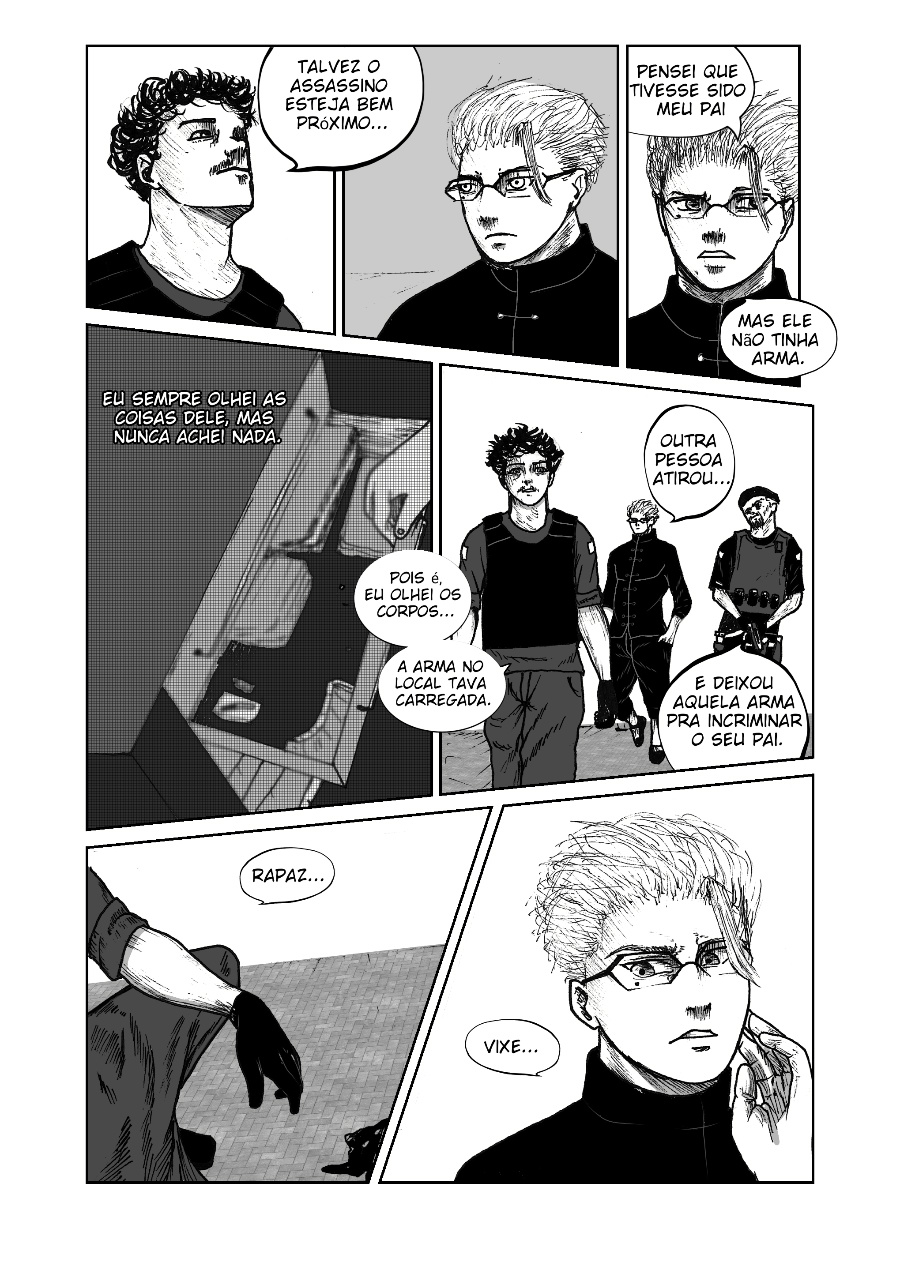 TALVEZ O
ASSASSINO
ESTEJA BEM
PRóXIMO...
PENSEI QUE
TIVESSE SIDO
MEU PAI
MAS ELE
NãO TINHA
ARMA.
EU SEMPRE OLHEI AS
COISAS DELE, MAS
NUNCA ACHEI NADA.
OUTRA
PESSOA
ATIROU...
POIS é,
EU OLHEI OS
CORPOS...
A ARMA NO
LOCAL TAVA
CARREGADA.
E DEIXOU
AQUELA ARMA
PRA INCRIMINAR
O SEU PAI.
RAPAZ...
VIXE...